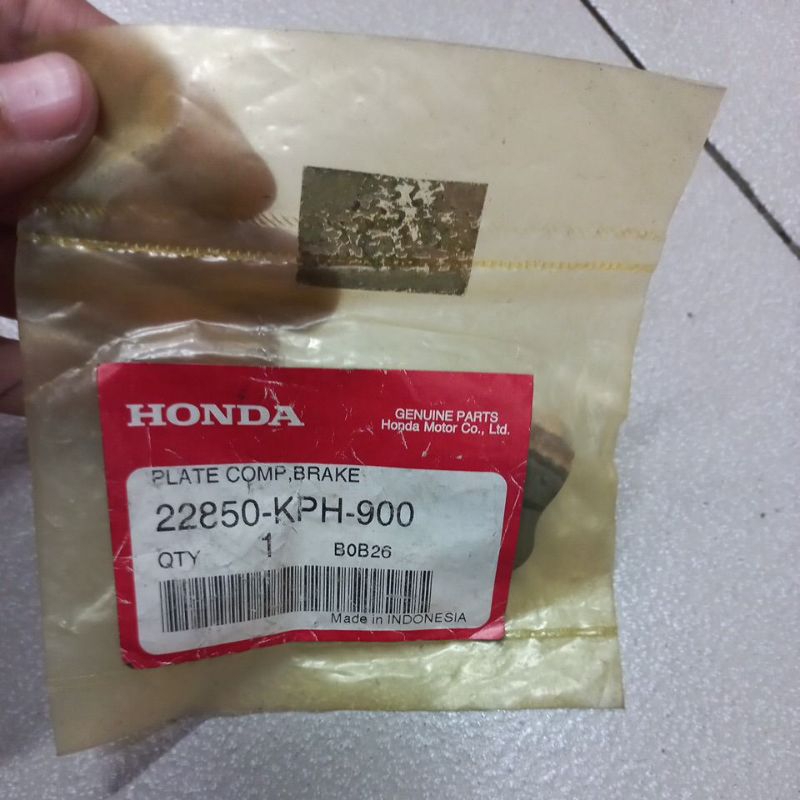 HONDA
GENUINE PARTS
Honda Motor Co., Ltd.
PLATE COMP,BRAKE
22850-KPH-900
QTY 1 B0B26
Made in INDONESIA